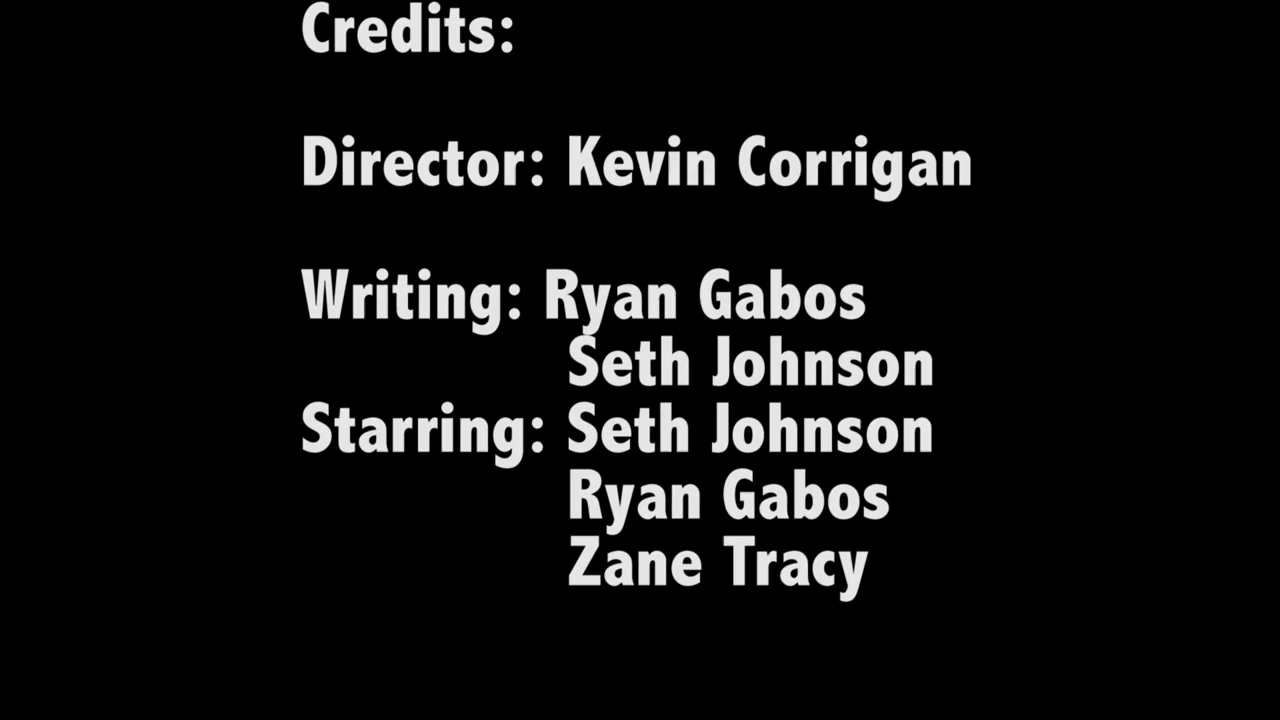 Credits:
Director: Kevin Corrigan
Writing: Ryan Gabos
Seth Johnson
Starring: Seth Johnson
Ryan Gabos
Zane Tracy